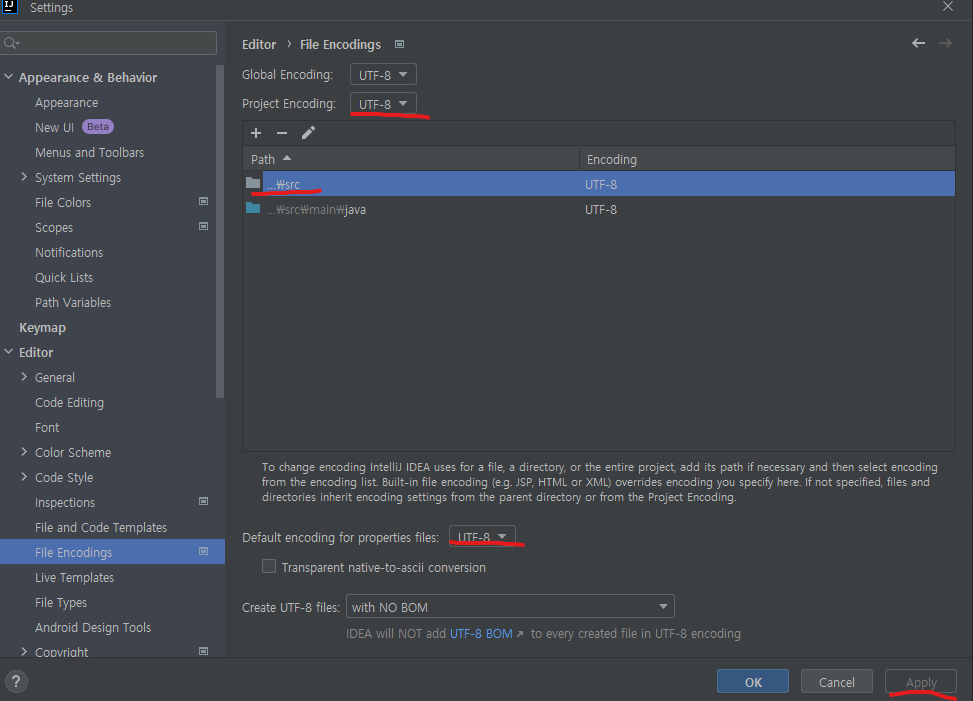 IJ Settings
Editor › File Encodings
Global Encoding: UTF-8
Project Encoding: UTF-8
Path Encoding
...₩src UTF-8
...₩src₩main₩java UTF-8
To change encoding IntelliJ IDEA uses for a file, a directory, or the entire project, add its path if necessary and then select encoding
from the encoding list. Built-in file encoding (e.g. JSP, HTML or XML) overrides encoding you specify here. If not specified, files and
directories inherit encoding settings from the parent directory or from the Project Encoding.
Default encoding for properties files: UTF-8
Transparent native-to-ascii conversion
Create UTF-8 files: with NO BOM
IDEA will NOT add UTF-8 BOM ↗ to every created file in UTF-8 encoding
Appearance & Behavior
Appearance
New UI Beta
Menus and Toolbars
System Settings
File Colors
Scopes
Notifications
Quick Lists
Path Variables
Keymap
Editor
General
Code Editing
Font
Color Scheme
Code Style
Inspections
File and Code Templates
File Encodings
Live Templates
File Types
Android Design Tools
Copyright
?
OK Cancel Apply